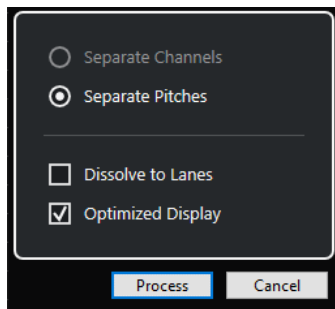 Separate Channels
Separate Pitches
Dissolve to Lanes
Optimized Display
Process
Cancel